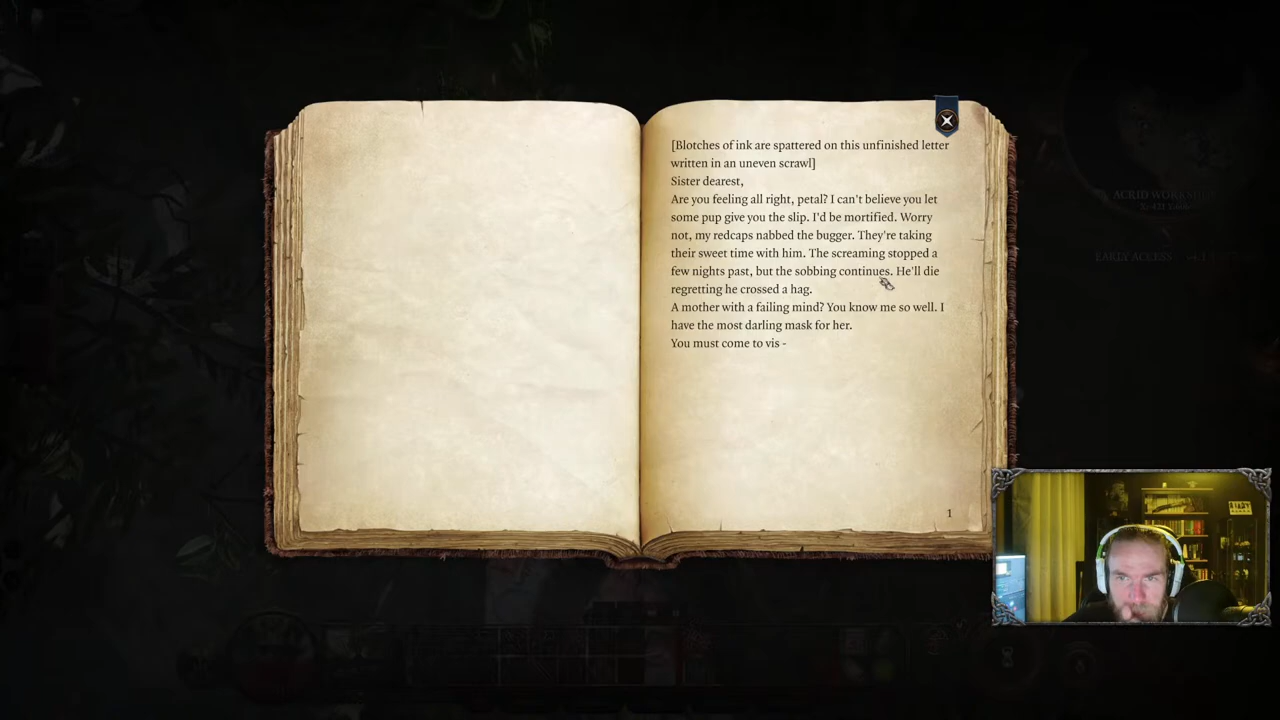 [Blotches of ink are spattered on this unfinished letter
written in an uneven scrawl]
Sister dearest,
Are you feeling all right, petal? I can't believe you let
some pup give you the slip. I'd be mortified. Worry
not, my redcaps nabbed the bugger. They're taking
their sweet time with him. The screaming stopped a
few nights past, but the sobbing continues. He'll die
regretting he crossed a hag.
A mother with a failing mind? You know me so well. I
have the most darling mask for her.
You must come to vis -
1
ACRID WORKSHOP
EARLY ACCESS